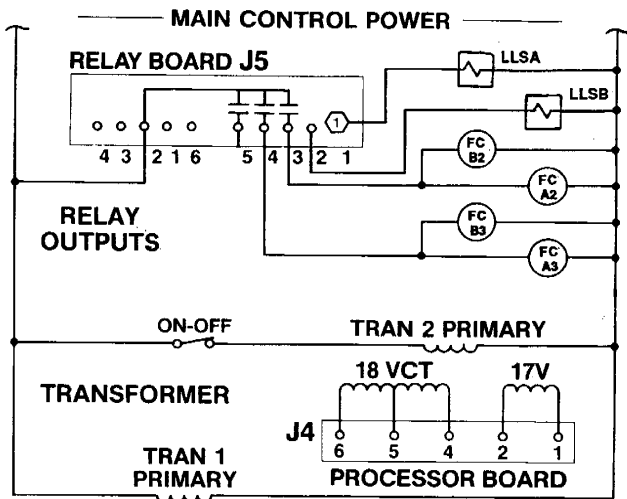 MAIN CONTROL POWER
RELAY BOARD J5
LLSA
LLSB
1
4 3 2 1 6 5 4 3 2 1
FC B2
FC A2
FC B3
FC A3
RELAY
OUTPUTS
ON-OFF
TRAN 2 PRIMARY
18 VCT 17V
TRANSFORMER
J4
6 5 4 2 1
TRAN 1
PRIMARY
PROCESSOR BOARD